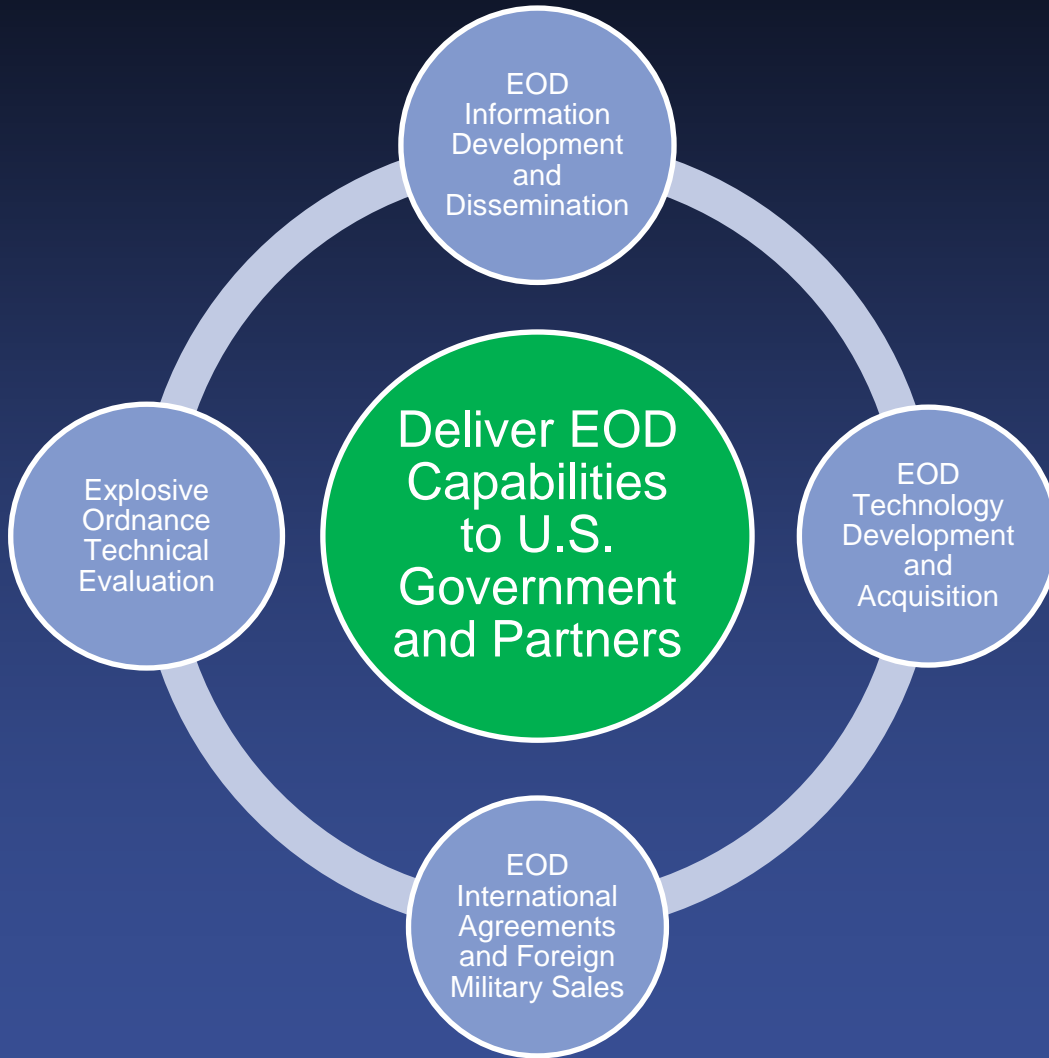 EOD
Information
Development
and
Dissemination
Deliver EOD
Capabilities
to U.S.
Government
and Partners
Explosive
Ordnance
Technical
Evaluation
EOD
Technology
Development
and
Acquisition
EOD
International
Agreements
and Foreign
Military Sales